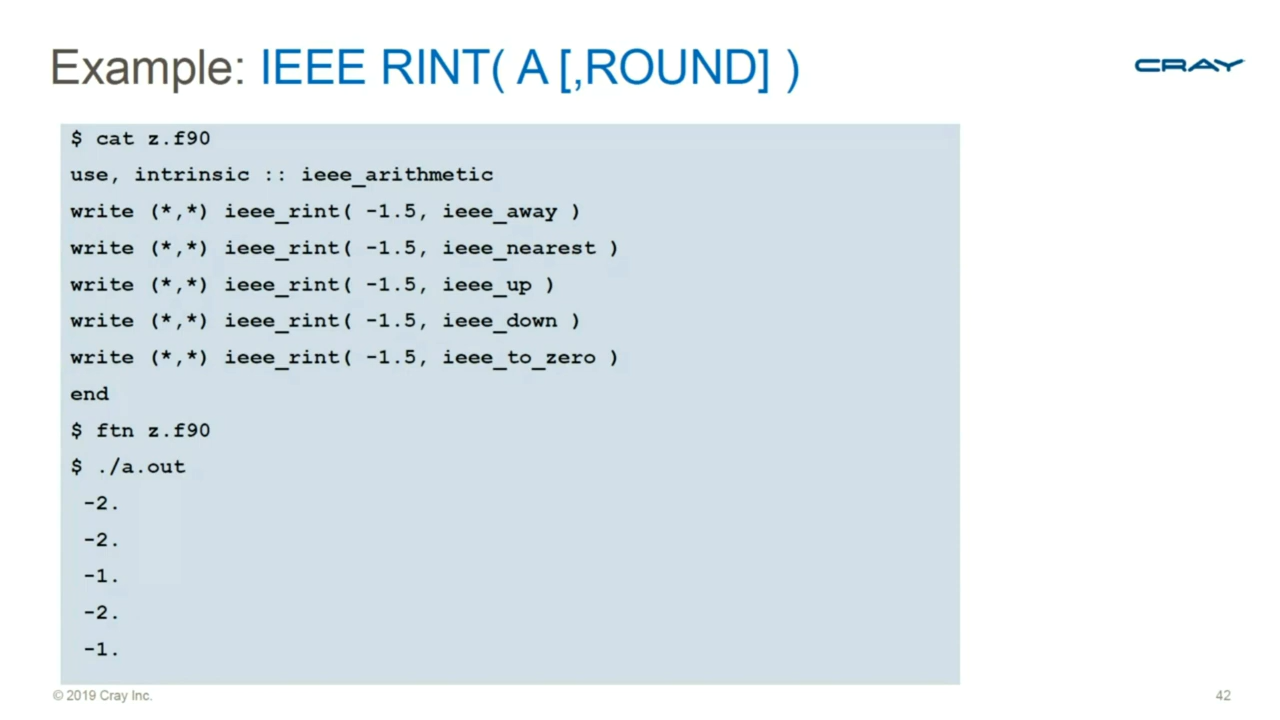 Example: IEEE RINT( A [,ROUND] )
CRAY
$ cat z.f90
use, intrinsic :: ieee_arithmetic
write (*,*) ieee_rint( -1.5, ieee_away )
write (*,*) ieee_rint( -1.5, ieee_nearest )
write (*,*) ieee_rint( -1.5, ieee_up )
write (*,*) ieee_rint( -1.5, ieee_down )
write (*,*) ieee_rint( -1.5, ieee_to_zero )
end
$ ftn z.f90
$ ./a.out
-2.
-2.
-1.
-2.
-1.
© 2019 Cray Inc.
42